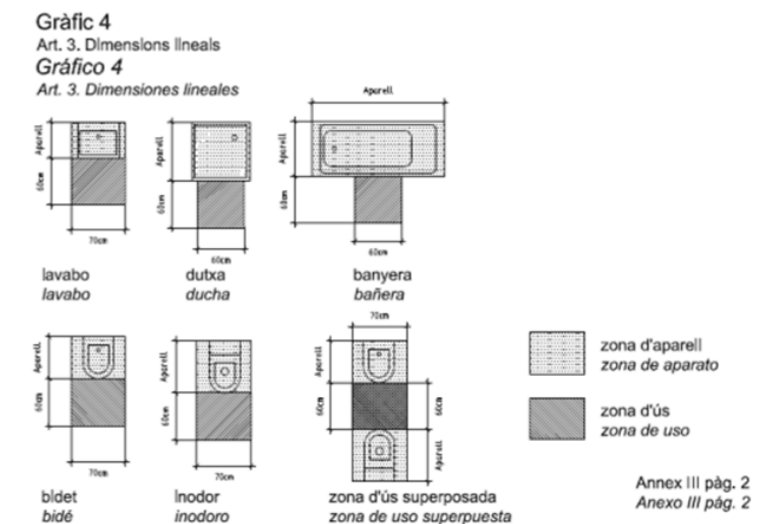 Gràfic 4
Art. 3. Dimensions lineals
Gráfico 4
Art. 3. Dimensiones lineales
Aparell
Aparell
60cm
70cm
Aparell
60cm
60cm
Aparell
60cm
60cm
lavabo
lavabo
dutxa
ducha
banyera
bañera
70cm
Aparell
60cm
70cm
Aparell
60cm
70cm
Aparell
60cm
60cm
Aparell
zona d'aparell
zona de aparato
zona d'ús
zona de uso
bidet
bidé
Inodor
inodoro
zona d'ús superposada
zona de uso superpuesta
Annex III pàg. 2
Anexo III pág. 2